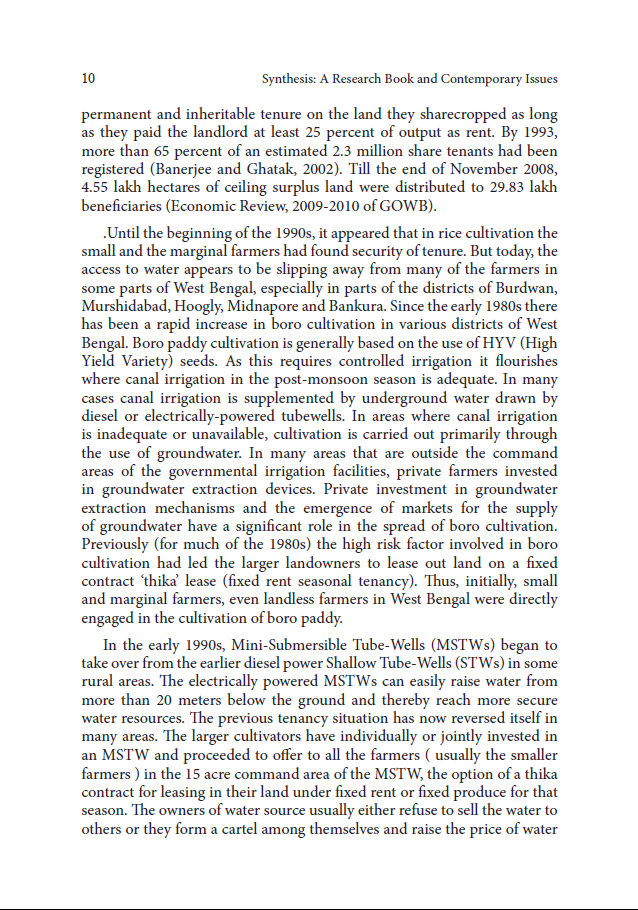 10 Synthesis: A Research Book and Contemporary Issues
permanent and inheritable tenure on the land they sharecropped as long
as they paid the landlord at least 25 percent of output as rent. By 1993,
more than 65 percent of an estimated 2.3 million share tenants had been
registered (Banerjee and Ghatak, 2002). Till the end of November 2008,
4.55 lakh hectares of ceiling surplus land were distributed to 29.83 lakh
beneficiaries (Economic Review, 2009-2010 of GOWB).
.Until the beginning of the 1990s, it appeared that in rice cultivation the
small and the marginal farmers had found security of tenure. But today, the
access to water appears to be slipping away from many of the farmers in
some parts of West Bengal, especially in parts of the districts of Burdwan,
Murshidabad, Hoogly, Midnapore and Bankura. Since the early 1980s there
has been a rapid increase in boro cultivation in various districts of West
Bengal. Boro paddy cultivation is generally based on the use of HYV (High
Yield Variety) seeds. As this requires controlled irrigation it flourishes
where canal irrigation in the post-monsoon season is adequate. In many
cases canal irrigation is supplemented by underground water drawn by
diesel or electrically-powered tubewells. In areas where canal irrigation
is inadequate or unavailable, cultivation is carried out primarily through
the use of groundwater. In many areas that are outside the command
areas of the governmental irrigation facilities, private farmers invested
in groundwater extraction devices. Private investment in groundwater
extraction mechanisms and the emergence of markets for the supply
of groundwater have a significant role in the spread of boro cultivation.
Previously (for much of the 1980s) the high risk factor involved in boro
cultivation had led the larger landowners to lease out land on a fixed
contract ‘thika’ lease (fixed rent seasonal tenancy). Thus, initially, small
and marginal farmers, even landless farmers in West Bengal were directly
engaged in the cultivation of boro paddy.
In the early 1990s, Mini-Submersible Tube-Wells (MSTWs) began to
take over from the earlier diesel power Shallow Tube-Wells (STWs) in some
rural areas. The electrically powered MSTWs can easily raise water from
more than 20 meters below the ground and thereby reach more secure
water resources. The previous tenancy situation has now reversed itself in
many areas. The larger cultivators have individually or jointly invested in
an MSTW and proceeded to offer to all the farmers ( usually the smaller
farmers ) in the 15 acre command area of the MSTW, the option of a thika
contract for leasing in their land under fixed rent or fixed produce for that
season. The owners of water source usually either refuse to sell the water to
others or they form a cartel among themselves and raise the price of water